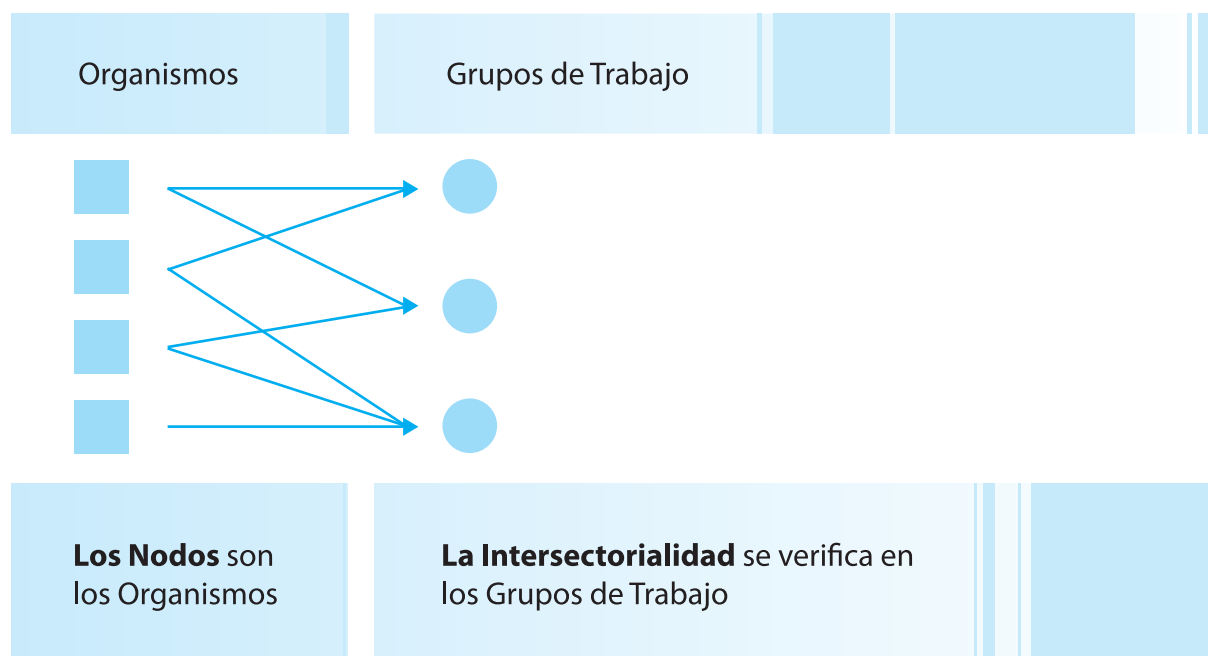 Organismos
Grupos de Trabajo
Los Nodos son
los Organismos
La Intersectorialidad se verifica en
los Grupos de Trabajo